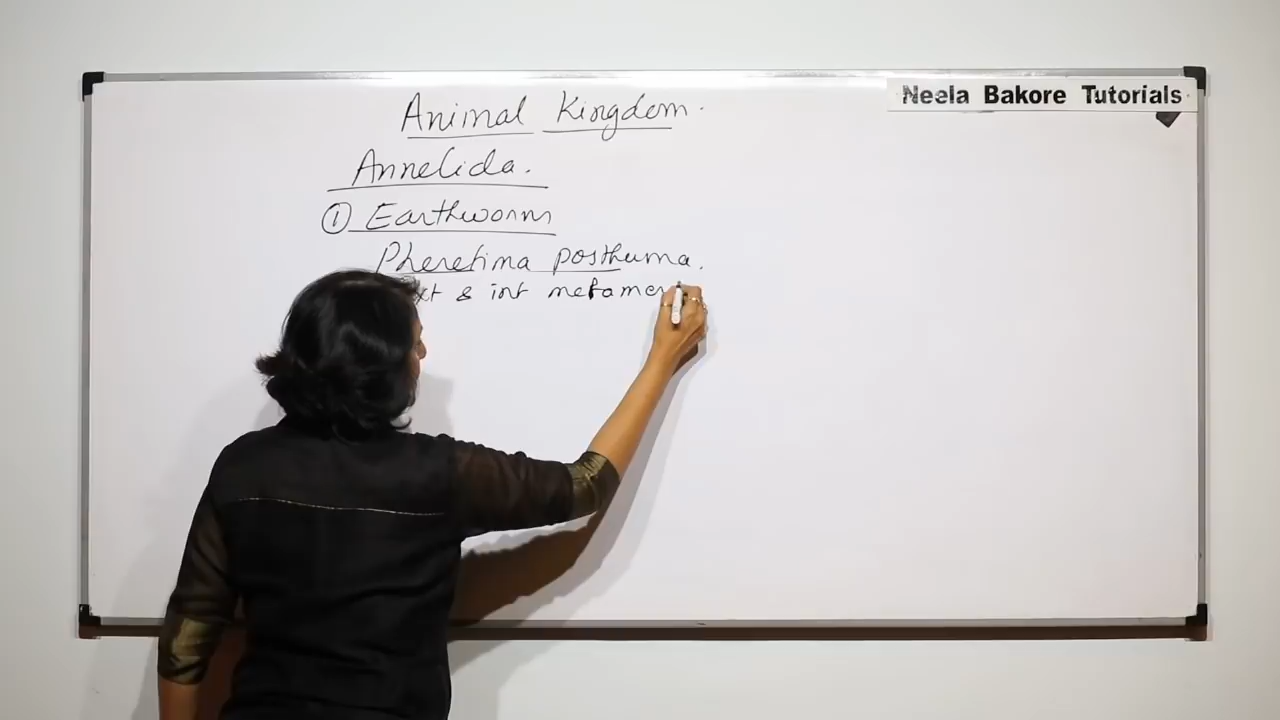 Neela Bakore Tutorials
Animal Kingdom.
Annelida.
① Earthworm
Pheretima posthuma.
& int metamer